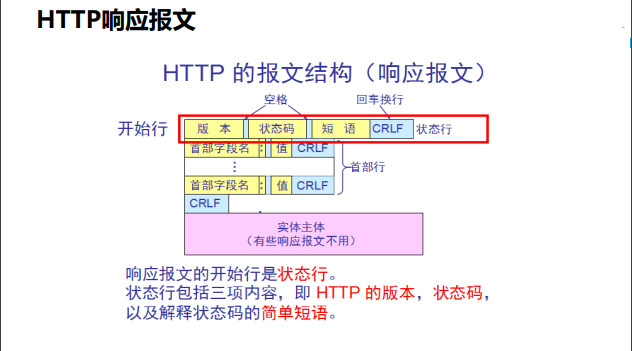 HTTP响应报文
HTTP 的报文结构（响应报文）
空格 回车换行
开始行 版 本 状态码 短 语 CRLF 状态行
首部字段名 : 值 CRLF
⋮ 首部行
首部字段名 : 值 CRLF
CRLF
实体主体
（有些响应报文不用）
响应报文的开始行是状态行。
状态行包括三项内容，即 HTTP 的版本，状态码，
以及解释状态码的简单短语。